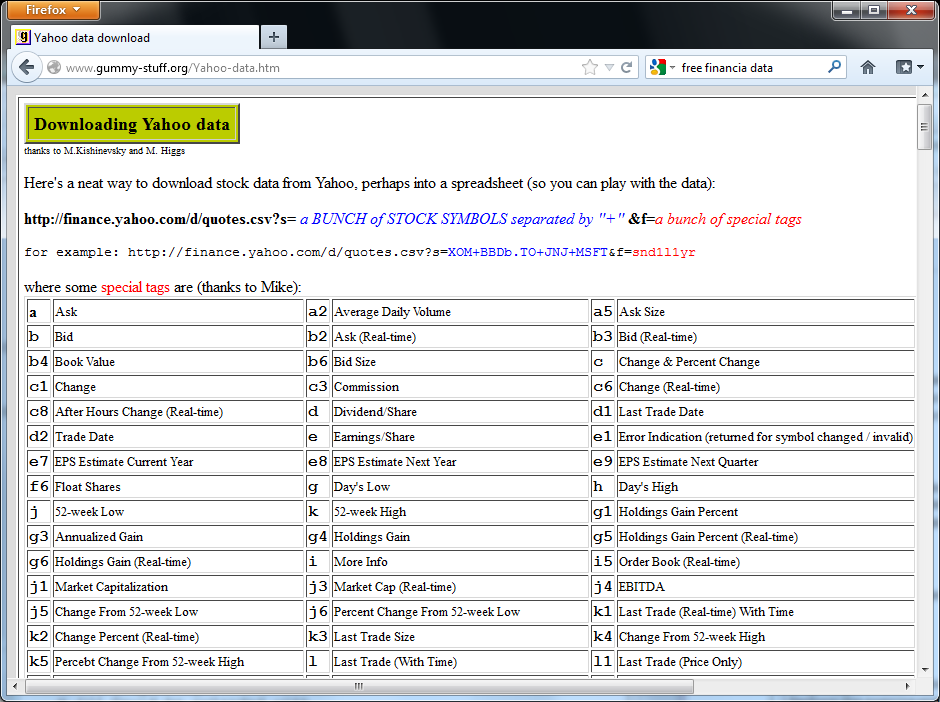 Firefox
Yahoo data download
www.gummy-stuff.org/Yahoo-data.htm
free financia data
Downloading Yahoo data
thanks to M.Kishinevsky and M. Higgs
Here's a neat way to download stock data from Yahoo, perhaps into a spreadsheet (so you can play with the data):
http://finance.yahoo.com/d/quotes.csv?s= a BUNCH of STOCK SYMBOLS separated by "+" &f=a bunch of special tags
for example: http://finance.yahoo.com/d/quotes.csv?s=XOM+BBDb.TO+JNJ+MSFT&f=snd1l1yr
where some special tags are (thanks to Mike):
a Ask a2 Average Daily Volume a5 Ask Size
b Bid b2 Ask (Real-time) b3 Bid (Real-time)
b4 Book Value b6 Bid Size c Change & Percent Change
c1 Change c3 Commission c6 Change (Real-time)
c8 After Hours Change (Real-time) d Dividend/Share d1 Last Trade Date
d2 Trade Date e Earnings/Share e1 Error Indication (returned for symbol changed / invalid)
e7 EPS Estimate Current Year e8 EPS Estimate Next Year e9 EPS Estimate Next Quarter
f6 Float Shares g Day's Low h Day's High
j 52-week Low k 52-week High g1 Holdings Gain Percent
g3 Annualized Gain g4 Holdings Gain g5 Holdings Gain Percent (Real-time)
g6 Holdings Gain (Real-time) i More Info i5 Order Book (Real-time)
j1 Market Capitalization j3 Market Cap (Real-time) j4 EBITDA
j5 Change From 52-week Low j6 Percent Change From 52-week Low k1 Last Trade (Real-time) With Time
k2 Change Percent (Real-time) k3 Last Trade Size k4 Change From 52-week High
k5 Percebt Change From 52-week High l Last Trade (With Time) l1 Last Trade (Price Only)